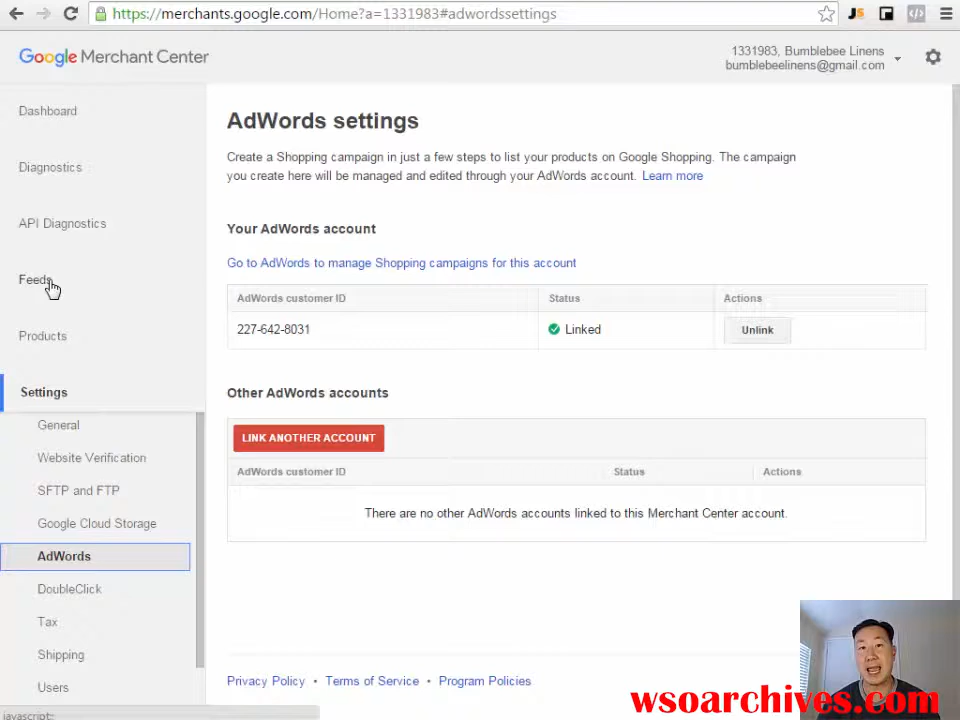 https://merchants.google.com/Home?a=1331983#adwordssettings
JS
Google Merchant Center
1331983, Bumblebee Linens
bumblebeelinens@gmail.com
Dashboard
Diagnostics
API Diagnostics
Feeds
Products
Settings
General
Website Verification
SFTP and FTP
Google Cloud Storage
AdWords
DoubleClick
Tax
Shipping
Users
AdWords settings
Create a Shopping campaign in just a few steps to list your products on Google Shopping. The campaign
you create here will be managed and edited through your AdWords account. Learn more
Your AdWords account
Go to AdWords to manage Shopping campaigns for this account
AdWords customer ID Status Actions
227-642-8031 Linked Unlink
Other AdWords accounts
LINK ANOTHER ACCOUNT
AdWords customer ID Status Actions
There are no other AdWords accounts linked to this Merchant Center account.
Privacy Policy • Terms of Service • Program Policies
wsoarchives.com
javascript: